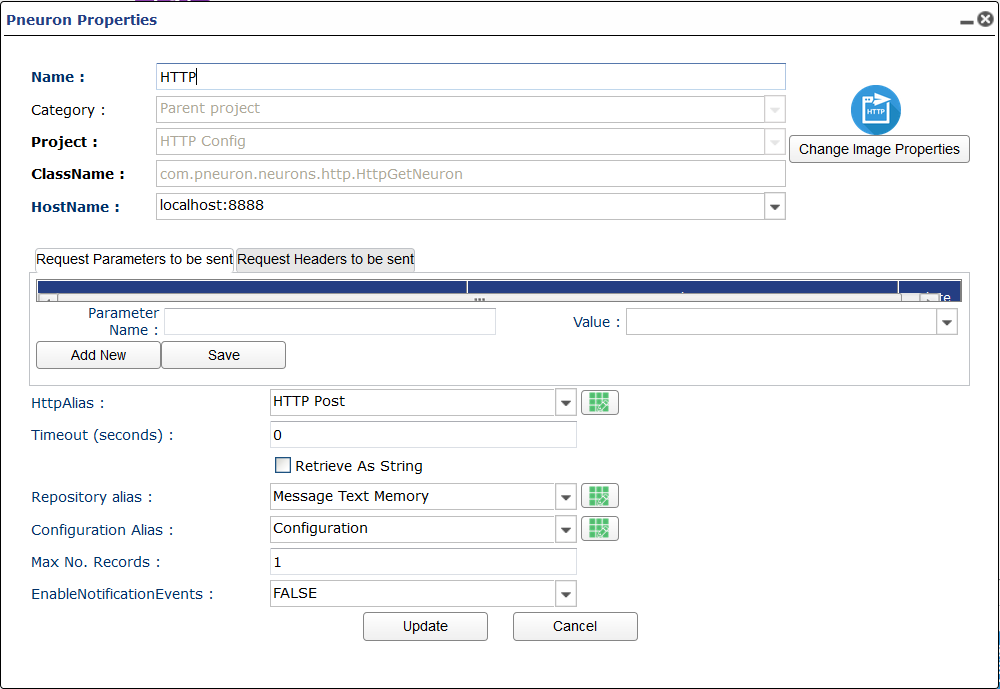 Pneuron Properties
Name :
HTTP
Category :
Parent project
HTTP
Project :
HTTP Config
Change Image Properties
ClassName :
com.pneuron.neurons.http.HttpGetNeuron
HostName :
localhost:8888
Request Parameters to be sent
Request Headers to be sent
Parameter
Name :
Value :
Add New
Save
HttpAlias :
HTTP Post
Timeout (seconds) :
0
Retrieve As String
Repository alias :
Message Text Memory
Configuration Alias :
Configuration
Max No. Records :
1
EnableNotificationEvents :
FALSE
Update
Cancel